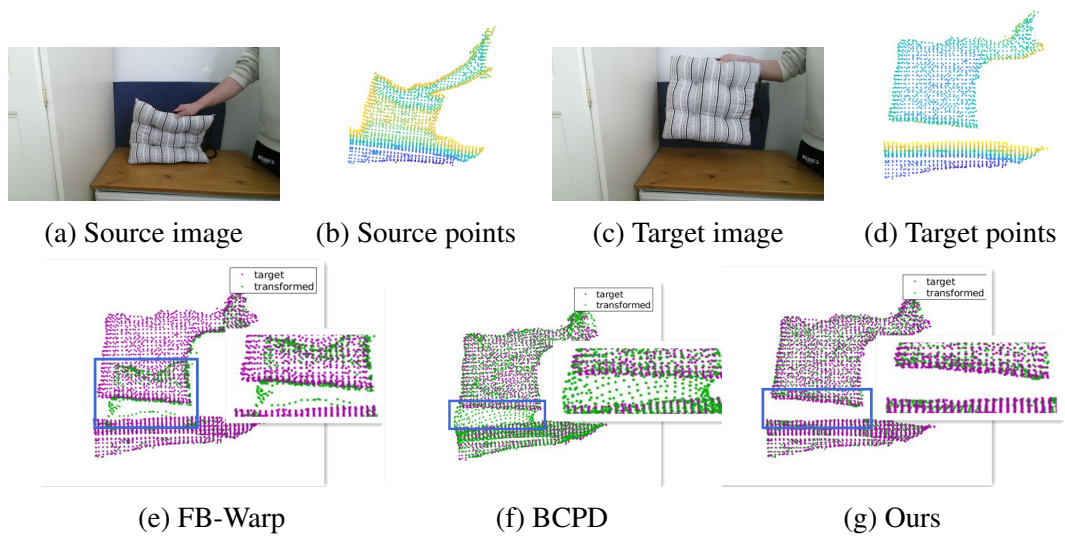 (a) Source image
(b) Source points
(c) Target image
(d) Target points
target
transformed
target
transformed
target
transformed
(e) FB-Warp
(f) BCPD
(g) Ours